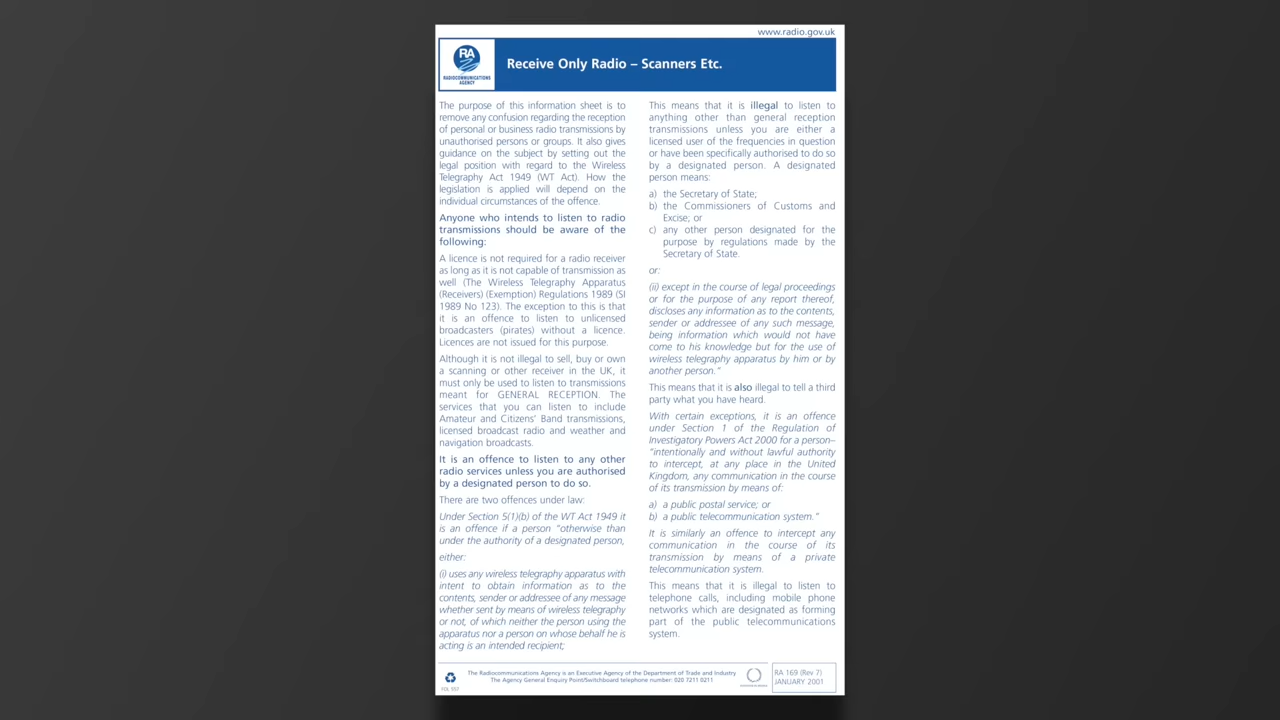 www.radio.gov.uk
RA
RADIOCOMMUNICATIONS
AGENCY
Receive Only Radio – Scanners Etc.
The purpose of this information sheet is to
remove any confusion regarding the reception
of personal or business radio transmissions by
unauthorised persons or groups. It also gives
guidance on the subject by setting out the
legal position with regard to the Wireless
Telegraphy Act 1949 (WT Act). How the
legislation is applied will depend on the
individual circumstances of the offence.
Anyone who intends to listen to radio
transmissions should be aware of the
following:
A licence is not required for a radio receiver
as long as it is not capable of transmission as
well (The Wireless Telegraphy Apparatus
(Receivers) (Exemption) Regulations 1989 (SI
1989 No 123). The exception to this is that
it is an offence to listen to unlicensed
broadcasters (pirates) without a licence.
Licences are not issued for this purpose.
Although it is not illegal to sell, buy or own
a scanning or other receiver in the UK, it
must only be used to listen to transmissions
meant for GENERAL RECEPTION. The
services that you can listen to include
Amateur and Citizens' Band transmissions,
licensed broadcast radio and weather and
navigation broadcasts.
It is an offence to listen to any other
radio services unless you are authorised
by a designated person to do so.
There are two offences under law:
Under Section 5(1)(b) of the WT Act 1949 it
is an offence if a person "otherwise than
under the authority of a designated person,
either:
(i) uses any wireless telegraphy apparatus with
intent to obtain information as to the
contents, sender or addressee of any message
whether sent by means of wireless telegraphy
or not, of which neither the person using the
apparatus nor a person on whose behalf he is
acting is an intended recipient;
This means that it is illegal to listen to
anything other than general reception
transmissions unless you are either a
licensed user of the frequencies in question
or have been specifically authorised to do so
by a designated person. A designated
person means:
a) the Secretary of State;
b) the Commissioners of Customs and
Excise; or
c) any other person designated for the
purpose by regulations made by the
Secretary of State.
or:
(ii) except in the course of legal proceedings
or for the purpose of any report thereof,
discloses any information as to the contents,
sender or addressee of any such message,
being information which would not have
come to his knowledge but for the use of
wireless telegraphy apparatus by him or by
another person."
This means that it is also illegal to tell a third
party what you have heard.
With certain exceptions, it is an offence
under Section 1 of the Regulation of
Investigatory Powers Act 2000 for a person–
"intentionally and without lawful authority
to intercept, at any place in the United
Kingdom, any communication in the course
of its transmission by means of:
a) a public postal service; or
b) a public telecommunication system."
It is similarly an offence to intercept any
communication in the course of its
transmission by means of a private
telecommunication system.
This means that it is illegal to listen to
telephone calls, including mobile phone
networks which are designated as forming
part of the public telecommunications
system.
The Radiocommunications Agency is an Executive Agency of the Department of Trade and Industry
The Agency General Enquiry Point/Switchboard telephone number: 020 7211 0211
RA 169 (Rev 7)
JANUARY 2001